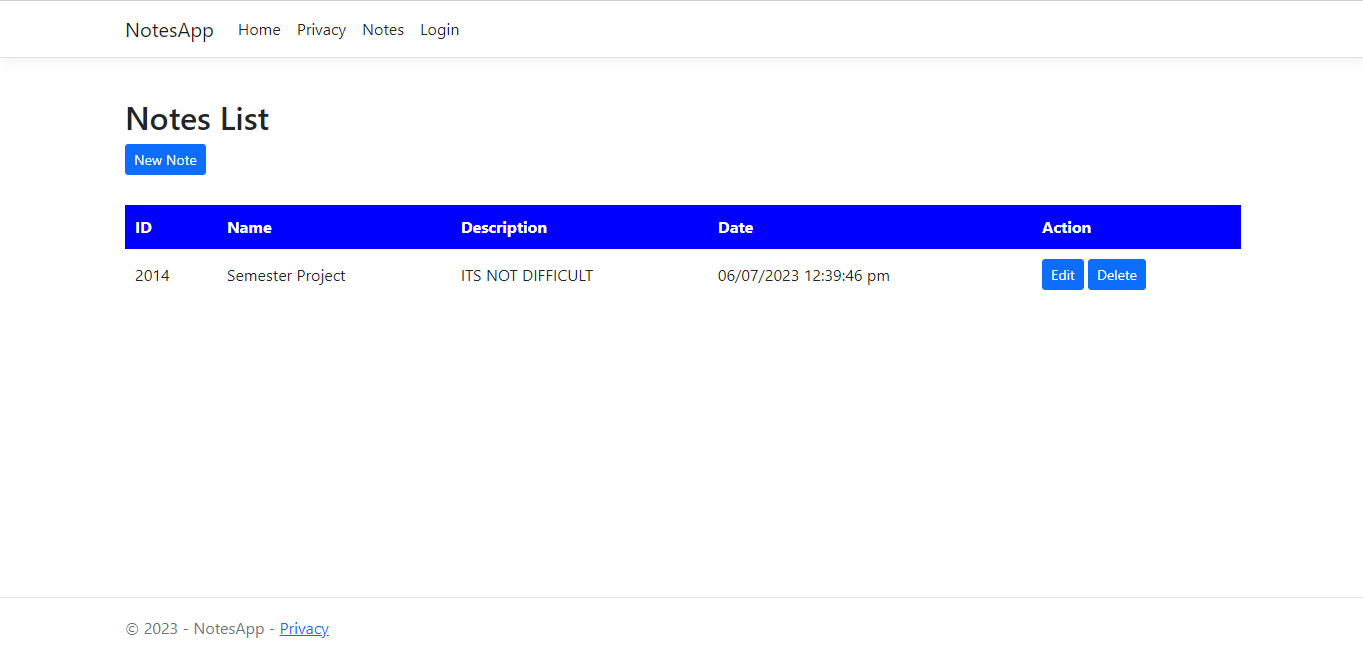 NotesApp Home Privacy Notes Login
Notes List
New Note
ID Name Description Date Action
2014 Semester Project ITS NOT DIFFICULT 06/07/2023 12:39:46 pm Edit Delete
© 2023 - NotesApp - Privacy